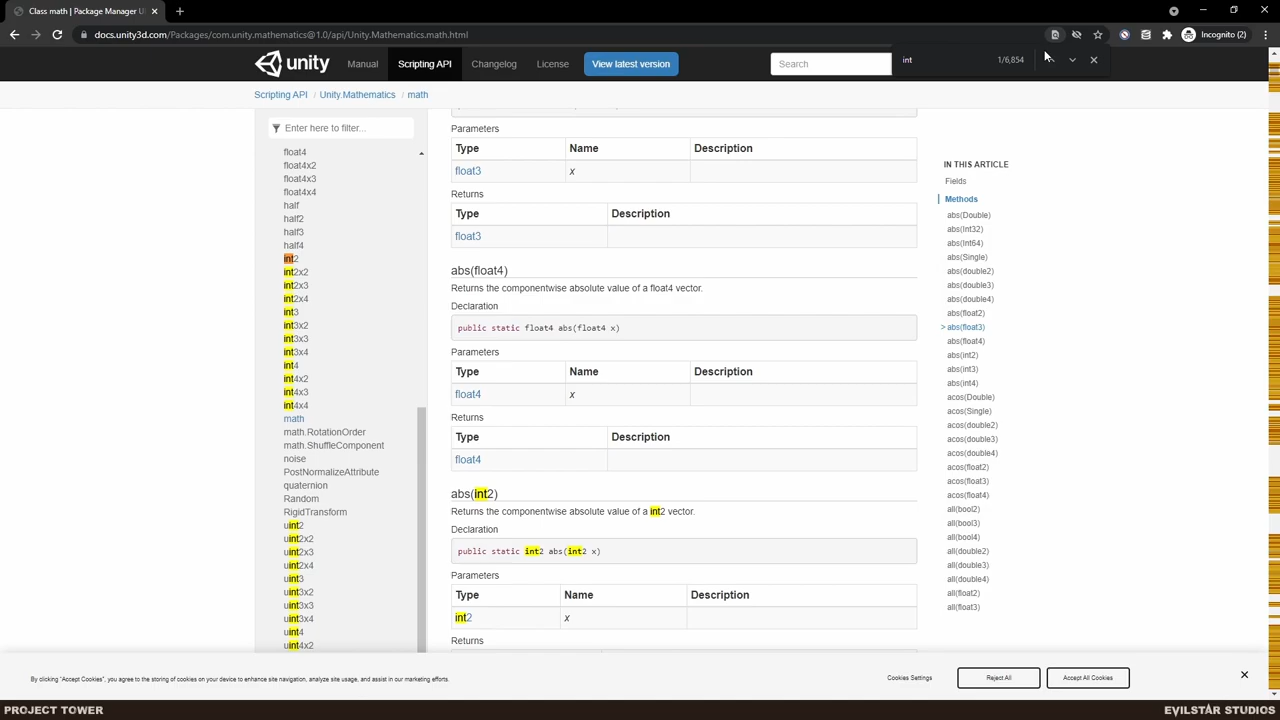 Class math | Unity.Mathematics
docs.unity3d.com/Packages/com.unity.mathematics@
Incognito (2)
unity
Manual
Scripting API
Changelog
License
View latest version
Search
int
1/6,854
Scripting API / Unity.Mathematics / math
Enter here to filter...
float4
float4x2
float4x3
float4x4
half
half2
half3
half4
int2
int2x2
int2x3
int2x4
int3
int3x2
int3x3
int3x4
int4
int4x2
int4x3
int4x4
math
math.RotationOrder
math.ShuffleComponent
noise
PostNormalizeAttribute
quaternion
Random
RigidTransform
uint2
uint2x2
uint2x3
uint2x4
uint3
uint3x2
uint3x3
uint3x4
uint4
uint4x2
Parameters
Type Name Description
float3 x
Returns
Type Description
float3
abs(float4)
Returns the componentwise absolute value of a float4 vector.
Declaration
public static float4 abs(float4 x)
Parameters
Type Name Description
float4 x
Returns
Type Description
float4
abs(int2)
Returns the componentwise absolute value of a int2 vector.
Declaration
public static int2 abs(int2 x)
Parameters
Type Name Description
int2 x
Returns
IN THIS ARTICLE
Fields
Methods
abs(Double)
abs(Int32)
abs(Int64)
abs(Single)
abs(double2)
abs(double3)
abs(double4)
abs(float2)
> abs(float3)
abs(float4)
abs(int2)
abs(int3)
abs(int4)
acos(Double)
acos(Single)
acos(double2)
acos(double3)
acos(double4)
acos(float2)
acos(float3)
acos(float4)
all(bool2)
all(bool3)
all(bool4)
all(double2)
all(double3)
all(double4)
all(float2)
all(float3)
By clicking "Accept Cookies", you agree to the storing of cookies on your device to enhance site navigation, analyze site usage, and assist in our marketing efforts.
Cookies Settings
Reject All
Accept All Cookies
PROJECT TOWER
EVILSTAR STUDIOS